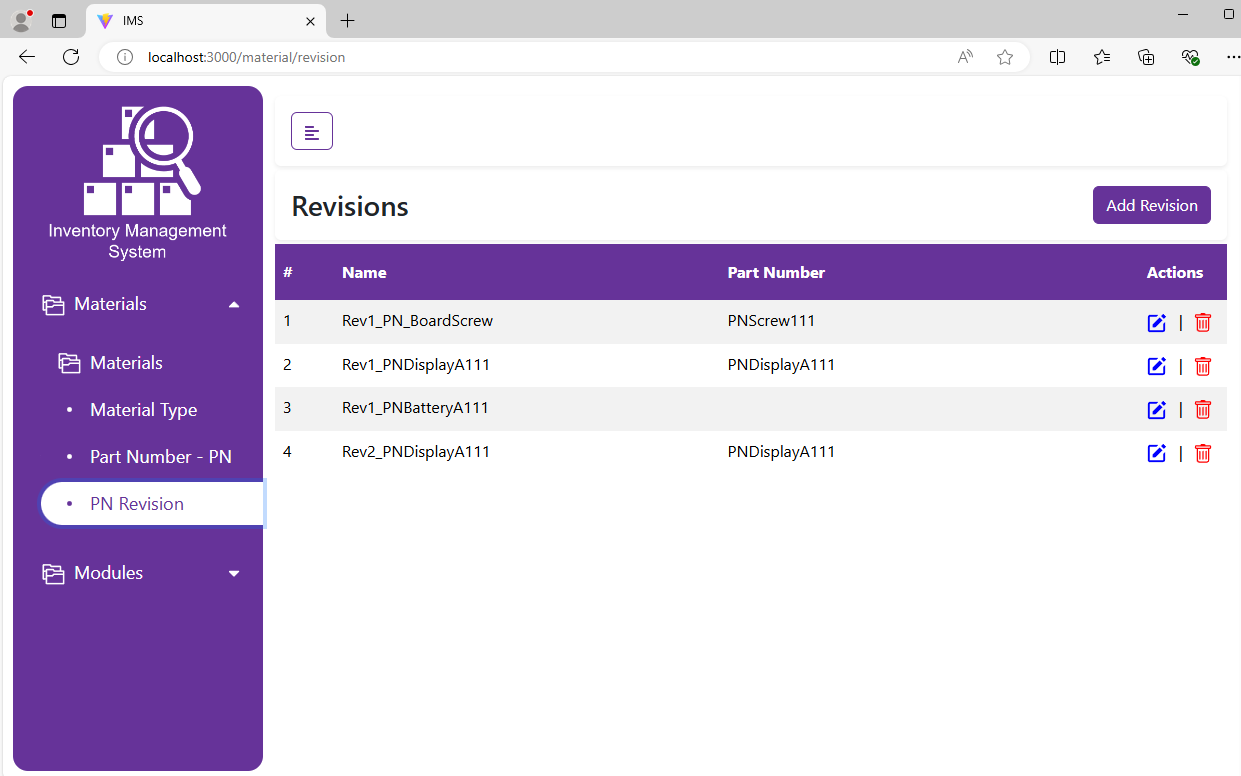 IMS
localhost:3000/material/revision
Inventory Management
System
Materials
Materials
• Material Type
• Part Number - PN
• PN Revision
Modules
Revisions
Add Revision
# Name Part Number Actions
1 Rev1_PN_BoardScrew PNScrew111 |
2 Rev1_PNDisplayA111 PNDisplayA111 |
3 Rev1_PNBatteryA111 |
4 Rev2_PNDisplayA111 PNDisplayA111 |